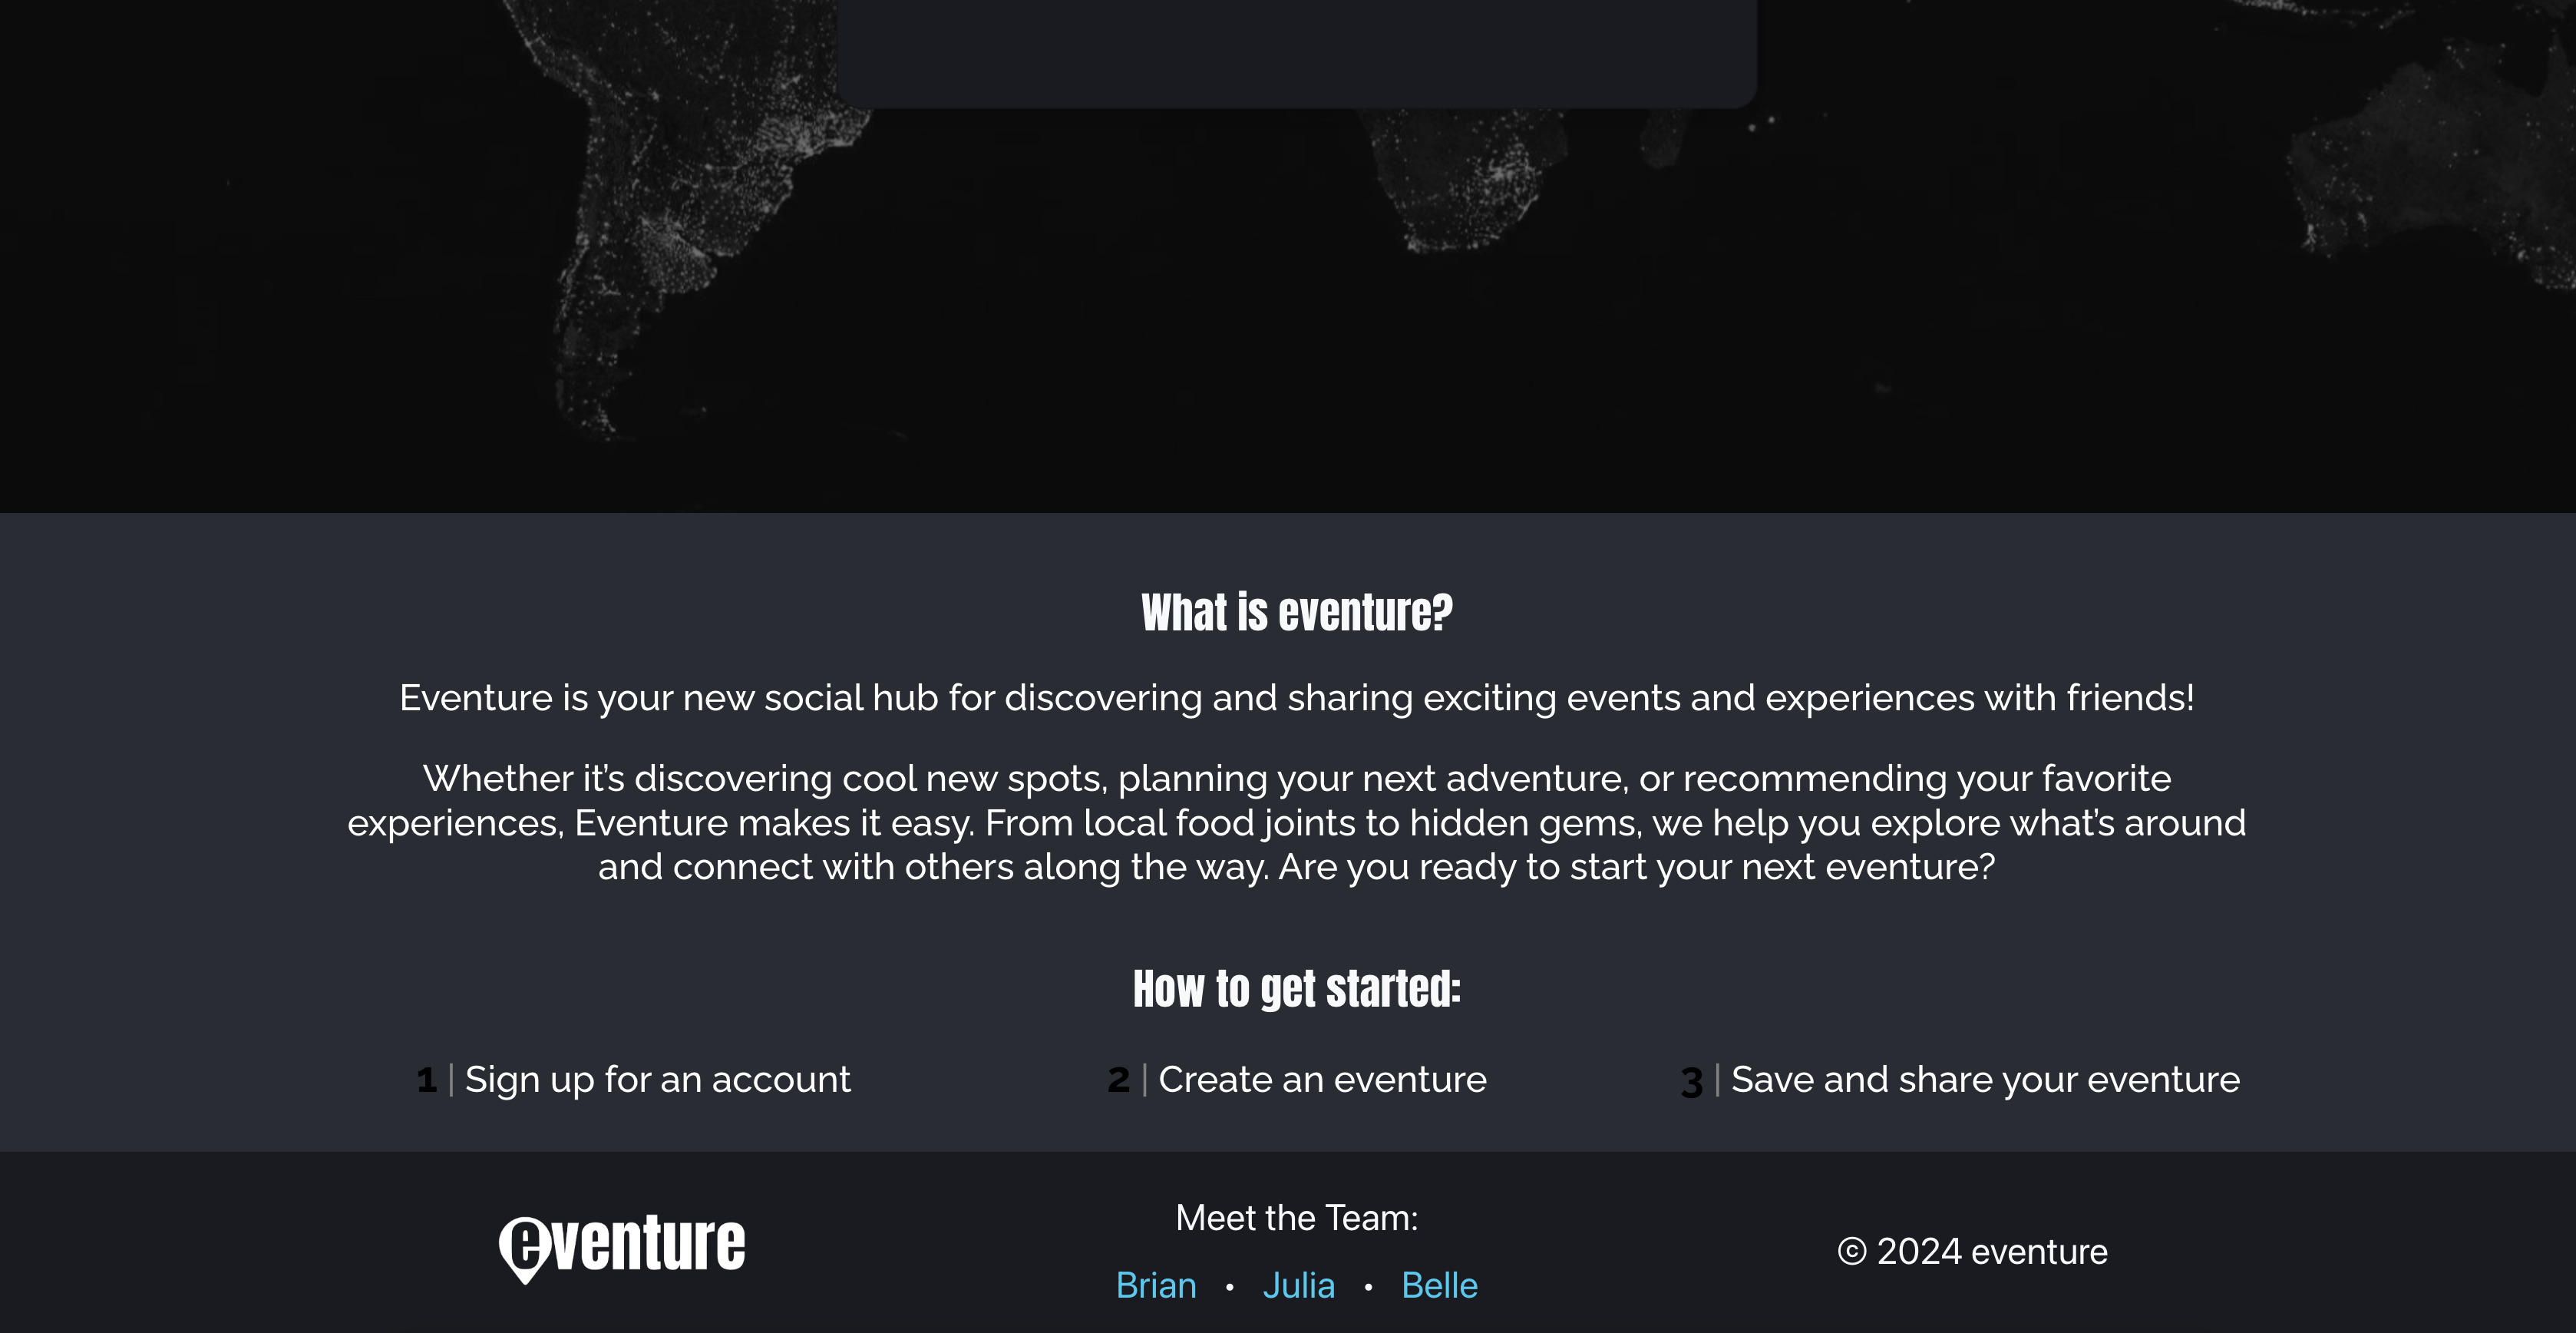 What is eventure?
Eventure is your new social hub for discovering and sharing exciting events and experiences with friends!
Whether it’s discovering cool new spots, planning your next adventure, or recommending your favorite
experiences, Eventure makes it easy. From local food joints to hidden gems, we help you explore what’s around
and connect with others along the way. Are you ready to start your next eventure?
How to get started:
1 | Sign up for an account
2 | Create an eventure
3 | Save and share your eventure
eventure
Meet the Team:
Brian • Julia • Belle
© 2024 eventure